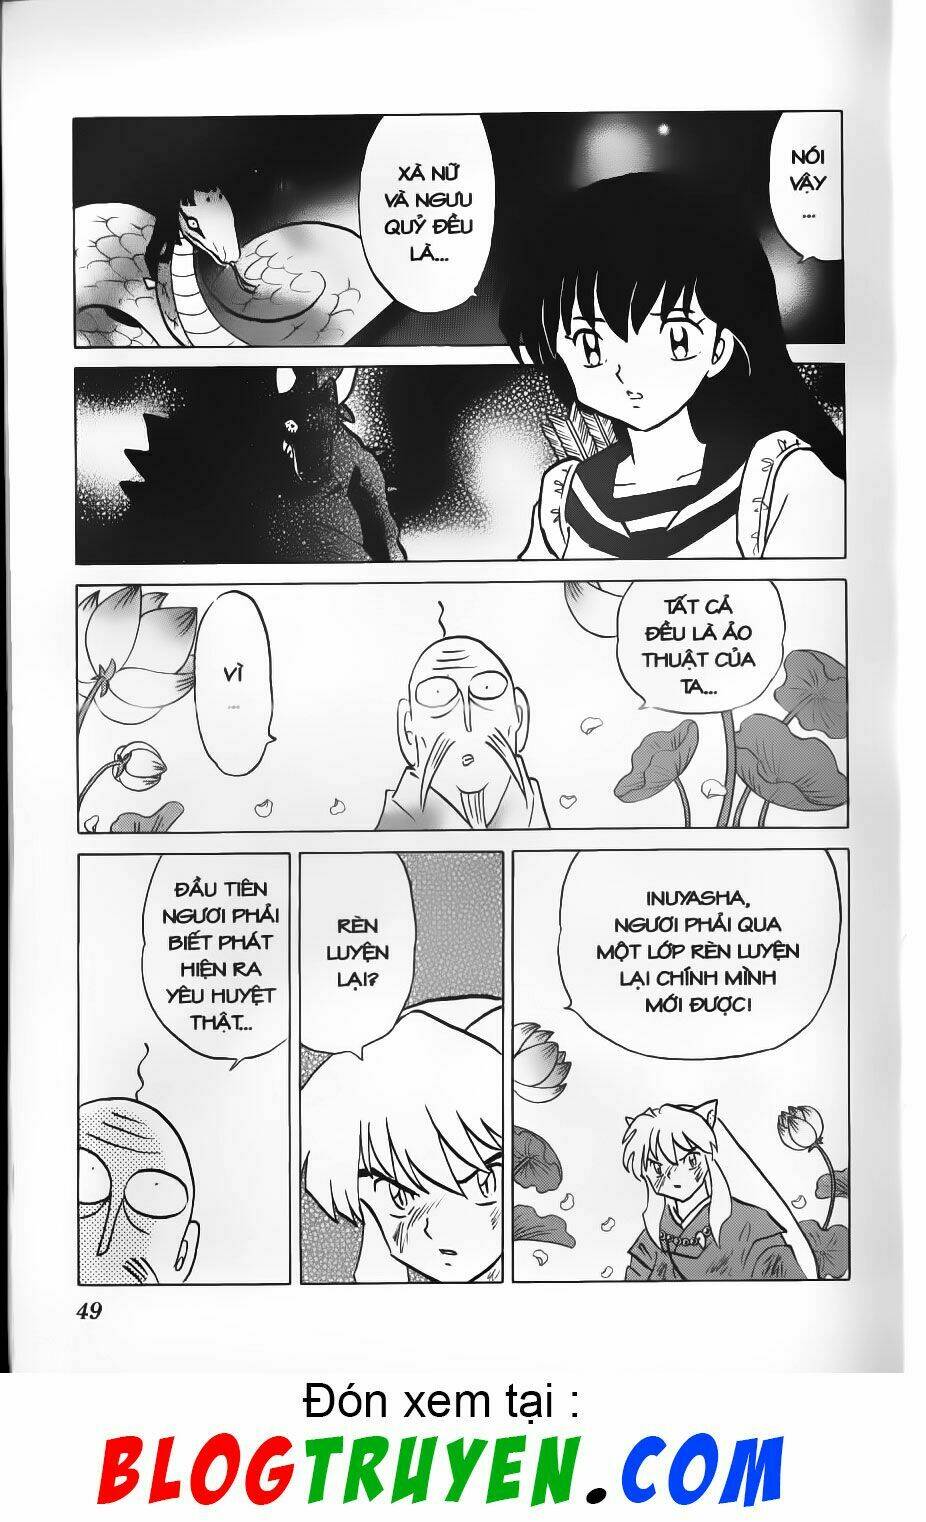 NÓI
VẬY
...
XÀ NỮ
VÀ NGƯU
QUỶ ĐỀU
LÀ...
TẤT CẢ
ĐỀU LÀ ẢO
THUẬT CỦA
TA...
VÌ
...
INUYASHA,
NGƯƠI PHẢI QUA
MỘT LỚP RÈN LUYỆN
LẠI CHÍNH MÌNH
MỚI ĐƯỢC!
RÈN
LUYỆN
LẠI?
ĐẦU TIÊN
NGƯƠI PHẢI
BIẾT PHÁT
HIỆN RA
YÊU HUYỆT
THẬT...
49
Đón xem tại :
BLOGTRUYEN.COM